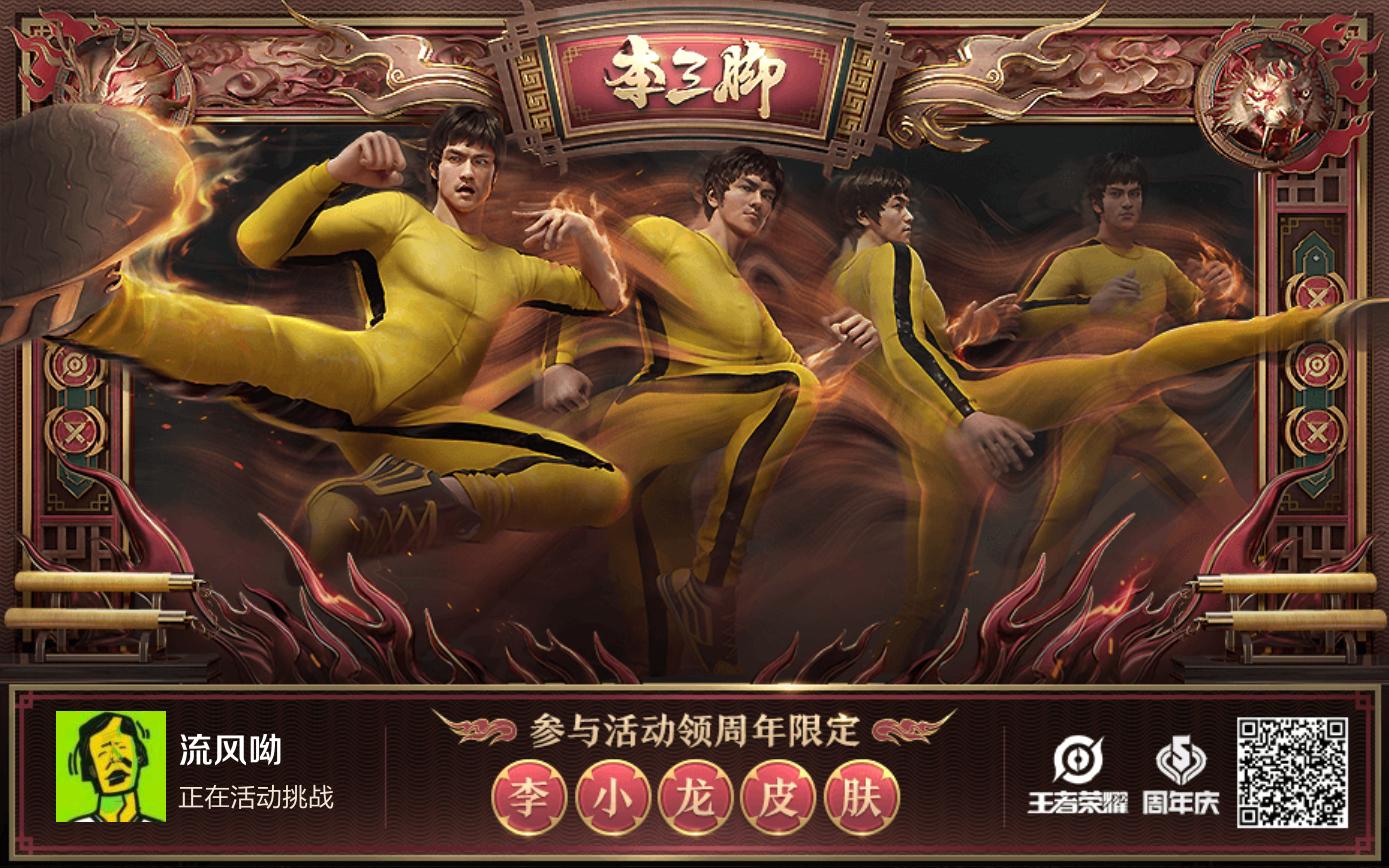 李三脚
流风呦
正在活动挑战
参与活动领周年限定
李小龙皮肤
王者荣耀
5
周年庆